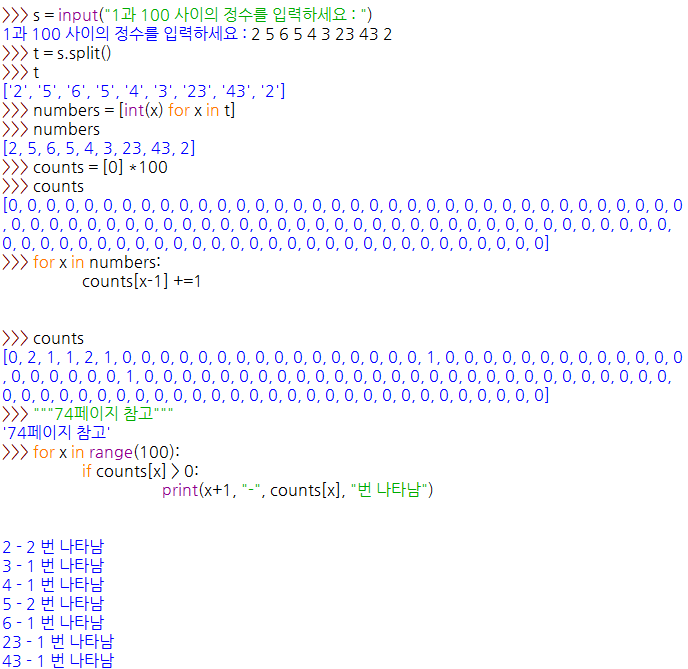 >>> s = input("1과 100 사이의 정수를 입력하세요 : ")
1과 100 사이의 정수를 입력하세요 : 2 5 6 5 4 3 23 43 2
>>> t = s.split()
>>> t
['2', '5', '6', '5', '4', '3', '23', '43', '2']
>>> numbers = [int(x) for x in t]
>>> numbers
[2, 5, 6, 5, 4, 3, 23, 43, 2]
>>> counts = [0] *100
>>> counts
[0, 0, 0, 0, 0, 0, 0, 0, 0, 0, 0, 0, 0, 0, 0, 0, 0, 0, 0, 0, 0, 0, 0, 0, 0, 0, 0, 0, 0, 0, 0, 0, 0, 0, 0, 0
, 0, 0, 0, 0, 0, 0, 0, 0, 0, 0, 0, 0, 0, 0, 0, 0, 0, 0, 0, 0, 0, 0, 0, 0, 0, 0, 0, 0, 0, 0, 0, 0, 0, 0, 0,
0, 0, 0, 0, 0, 0, 0, 0, 0, 0, 0, 0, 0, 0, 0, 0, 0, 0, 0, 0, 0, 0, 0, 0, 0, 0, 0, 0, 0]
>>> for x in numbers:
counts[x-1] +=1
>>> counts
[0, 2, 1, 1, 2, 1, 0, 0, 0, 0, 0, 0, 0, 0, 0, 0, 0, 0, 0, 0, 0, 0, 1, 0, 0, 0, 0, 0, 0, 0, 0, 0, 0, 0, 0, 0
, 0, 0, 0, 0, 0, 0, 1, 0, 0, 0, 0, 0, 0, 0, 0, 0, 0, 0, 0, 0, 0, 0, 0, 0, 0, 0, 0, 0, 0, 0, 0, 0, 0, 0, 0,
0, 0, 0, 0, 0, 0, 0, 0, 0, 0, 0, 0, 0, 0, 0, 0, 0, 0, 0, 0, 0, 0, 0, 0, 0, 0, 0, 0, 0]
>>> """74페이지 참고"""
'74페이지 참고'
>>> for x in range(100):
if counts[x] > 0:
print(x+1, "-", counts[x], "번 나타남")
2 - 2 번 나타남
3 - 1 번 나타남
4 - 1 번 나타남
5 - 2 번 나타남
6 - 1 번 나타남
23 - 1 번 나타남
43 - 1 번 나타남